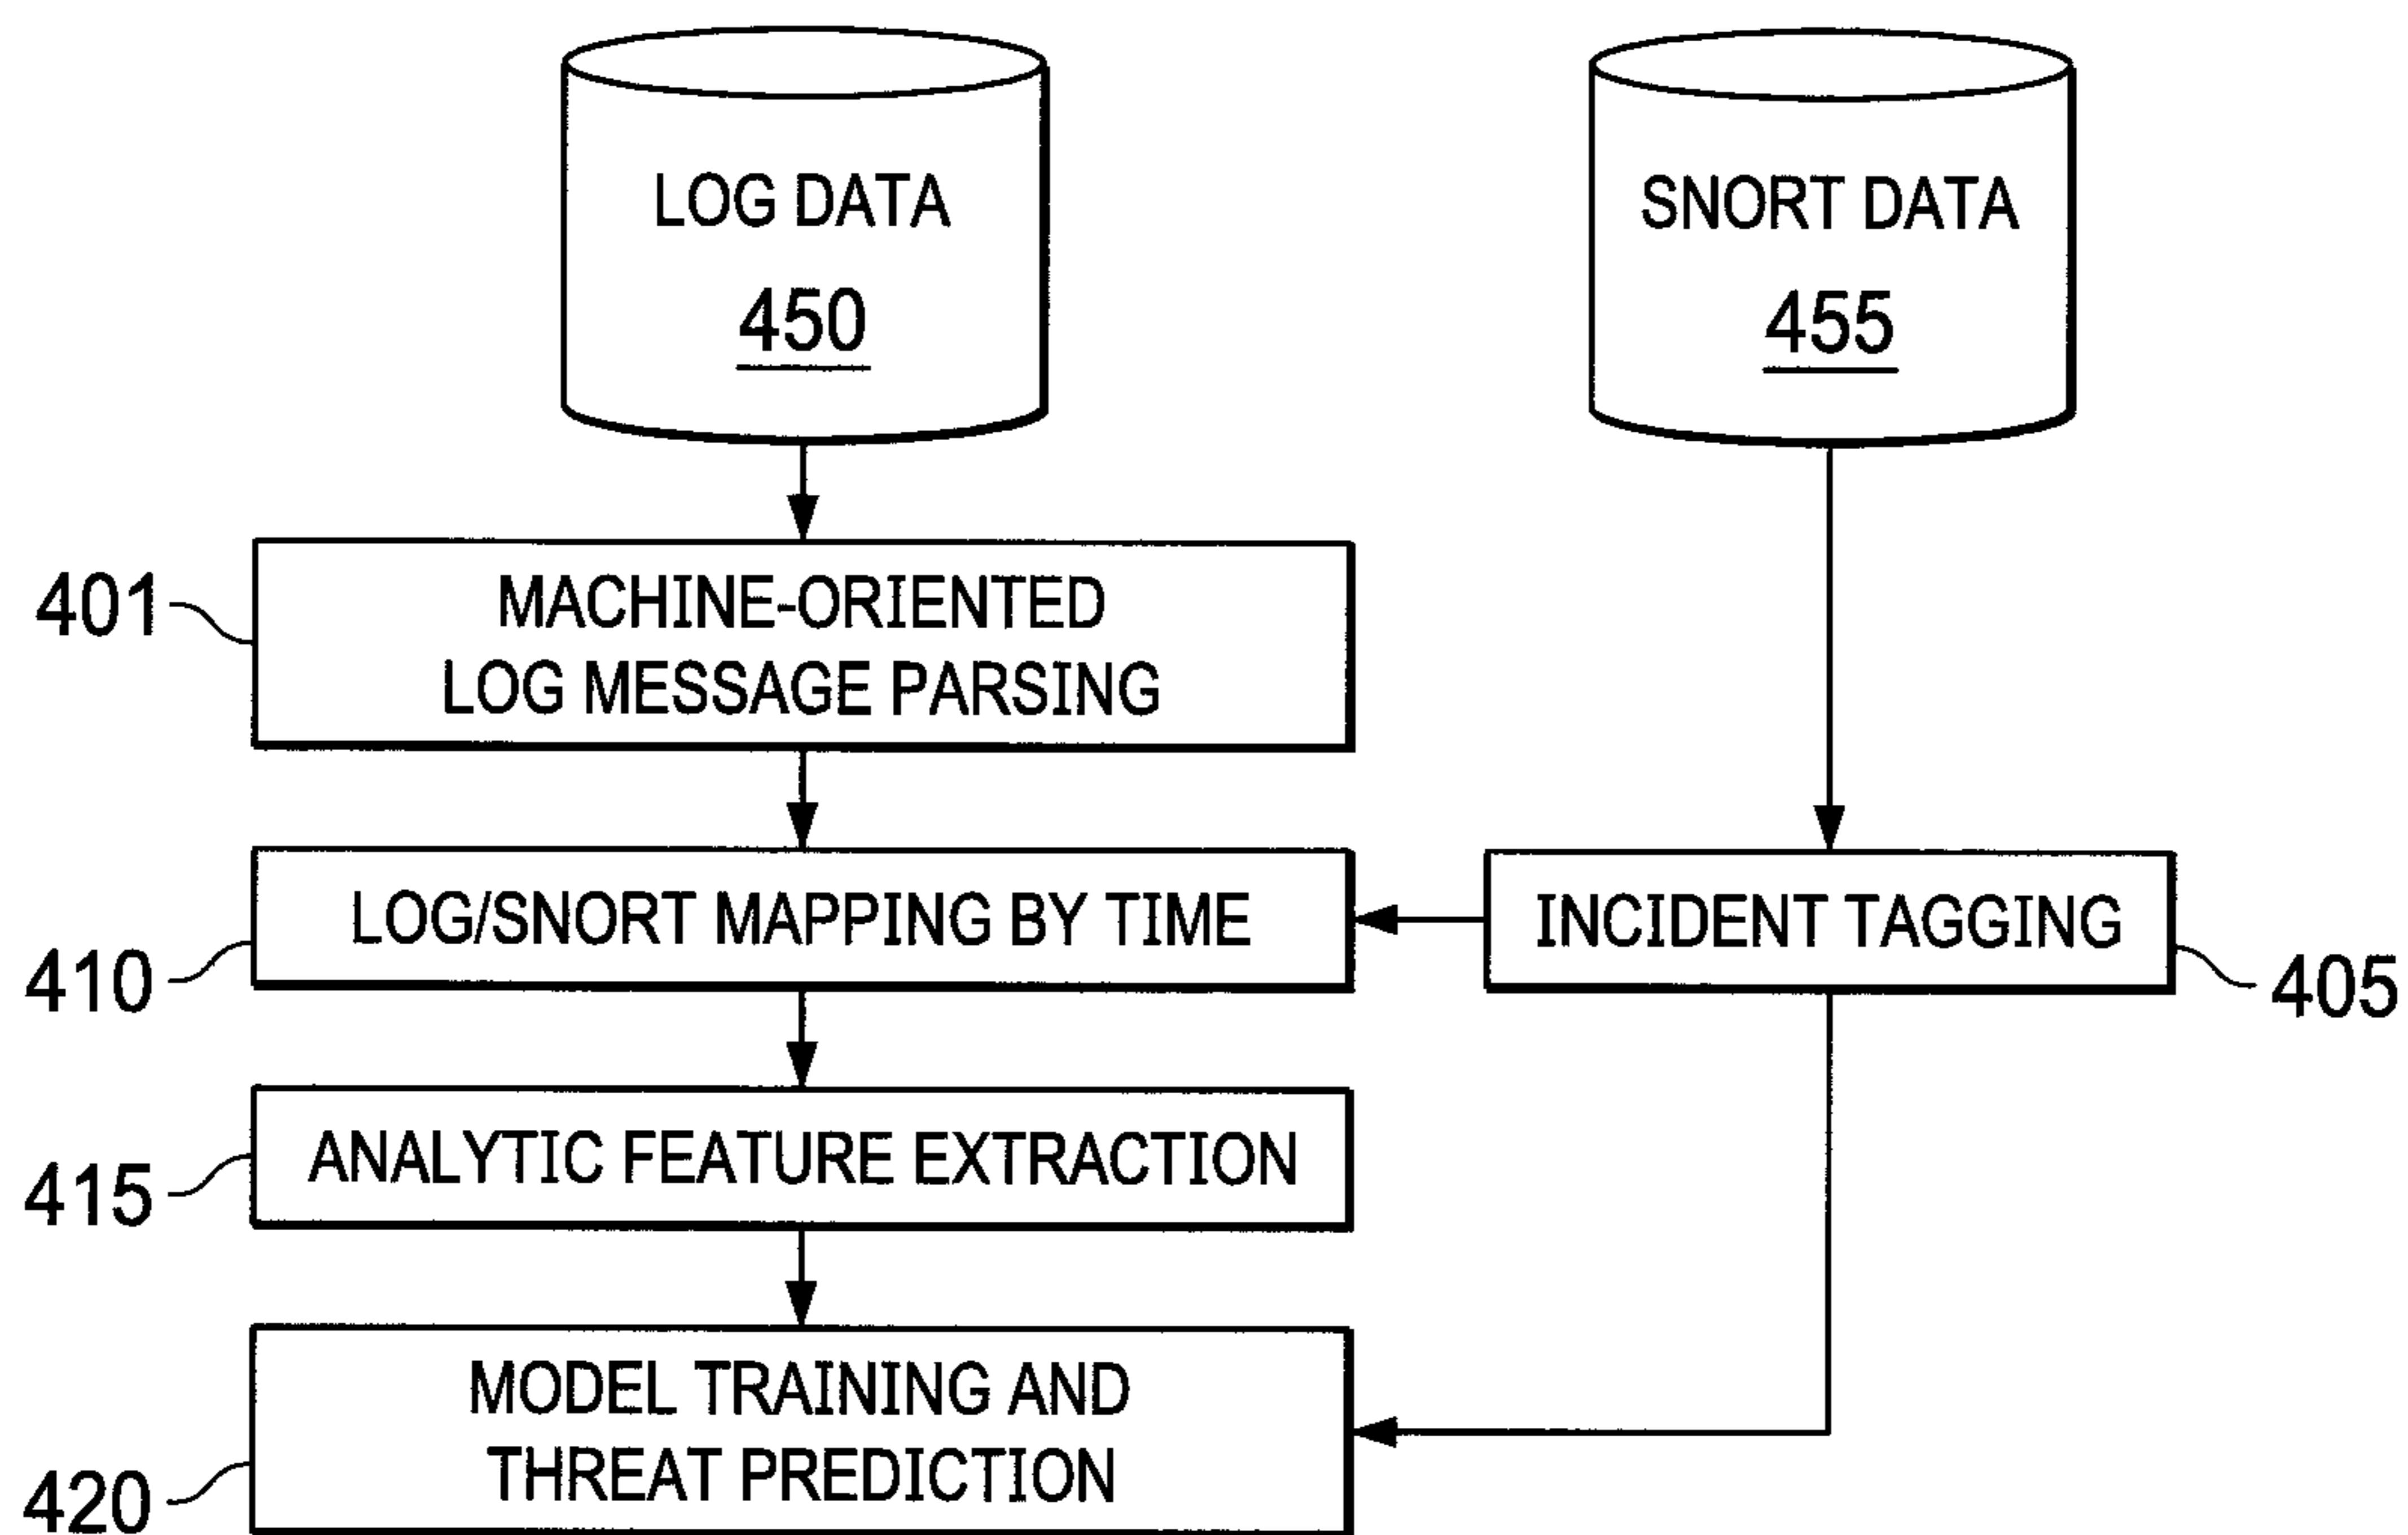 LOG DATA
450
SNORT DATA
455
401
MACHINE-ORIENTED
LOG MESSAGE PARSING
410
LOG/SNORT MAPPING BY TIME
INCIDENT TAGGING
405
415
ANALYTIC FEATURE EXTRACTION
420
MODEL TRAINING AND
THREAT PREDICTION